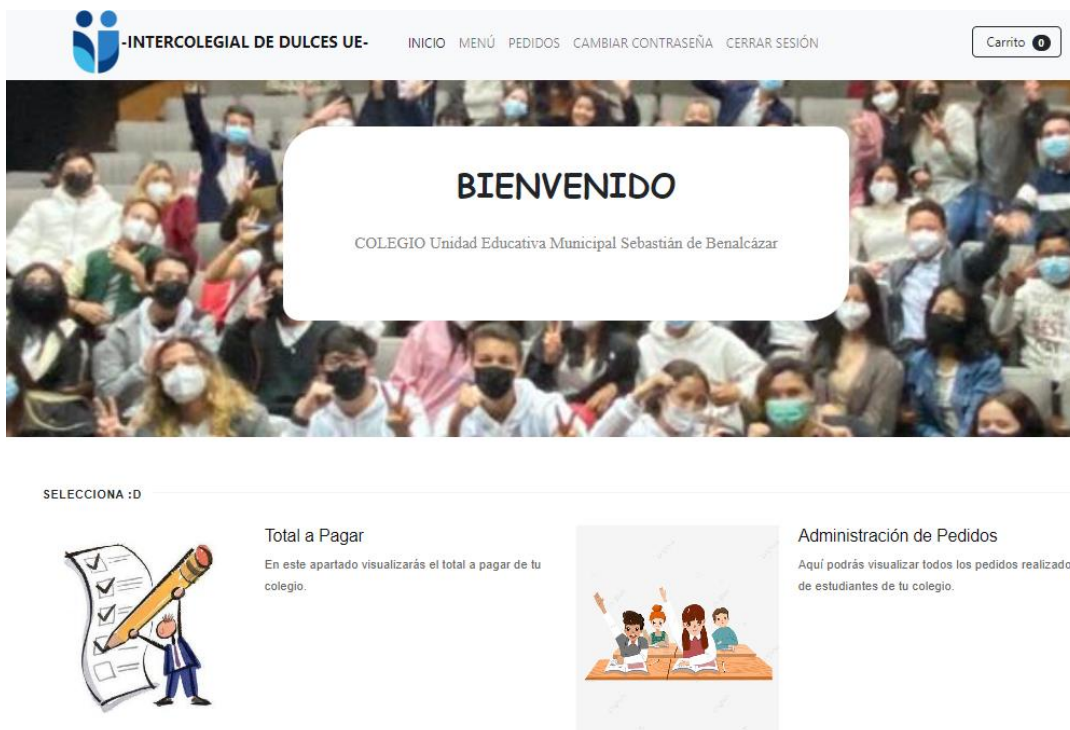 -INTERCOLEGIAL DE DULCES UE- INICIO MENÚ PEDIDOS CAMBIAR CONTRASEÑA CERRAR SESIÓN Carrito 0
BIENVENIDO
COLEGIO Unidad Educativa Municipal Sebastián de Benalcázar
SELECCIONA :D
Total a Pagar
En este apartado visualizarás el total a pagar de tu
colegio.
Administración de Pedidos
Aquí podrás visualizar todos los pedidos realizado
de estudiantes de tu colegio.